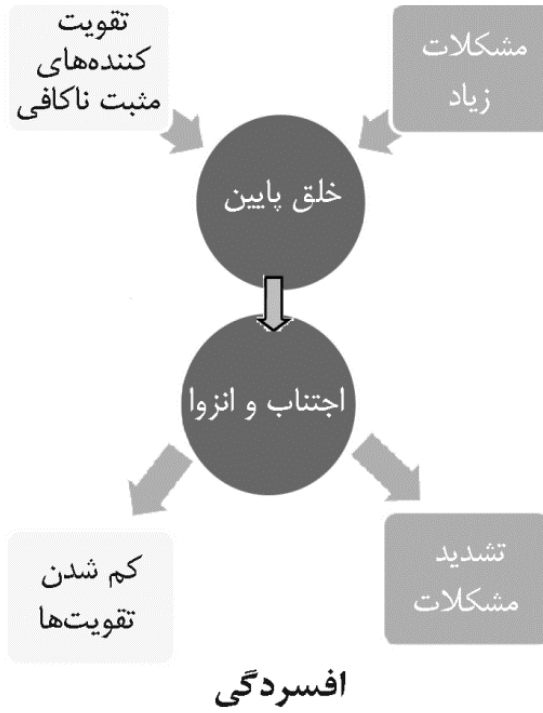 مشکلات
زیاد
تقویت
کننده‌های
مثبت ناکافی
خلق پایین
اجتناب و انزوا
تشدید
مشکلات
کم شدن
تقویت‌ها
افسردگی